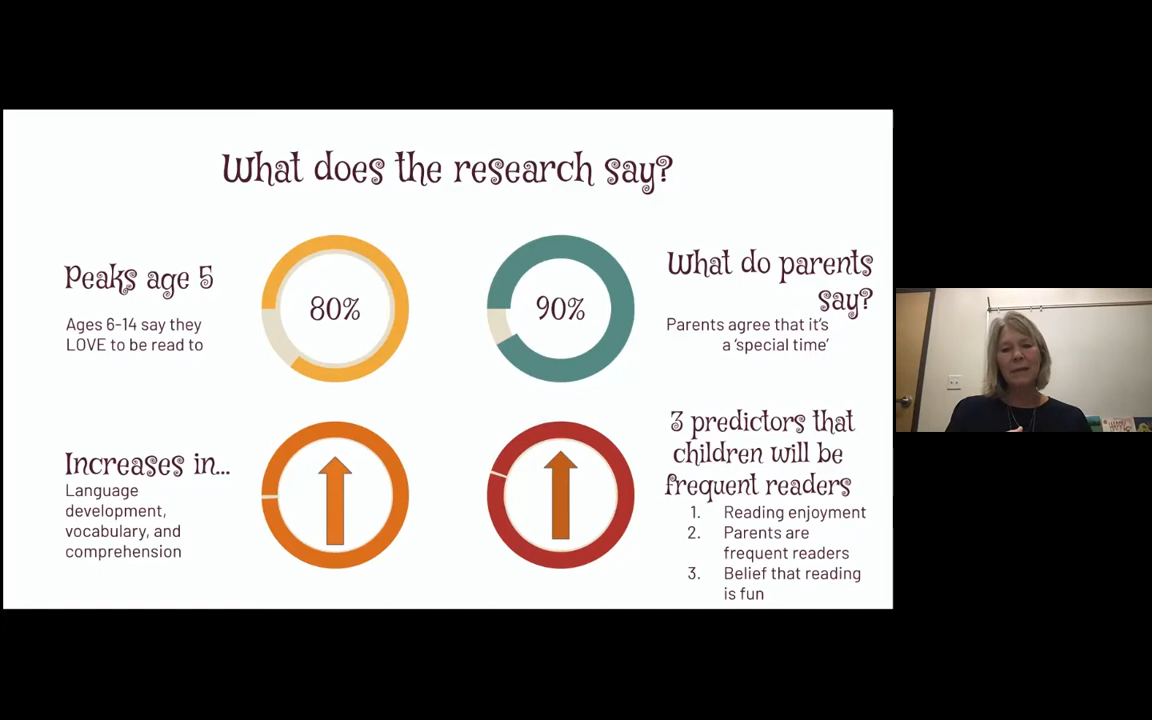 What does the research say?
Peaks age 5
Ages 6-14 say they
LOVE to be read to
80%
90%
What do parents
say?
Parents agree that it's
a 'special time'
Increases in...
Language
development,
vocabulary, and
comprehension
3 predictors that
children will be
frequent readers
1. Reading enjoyment
2. Parents are
frequent readers
3. Belief that reading
is fun